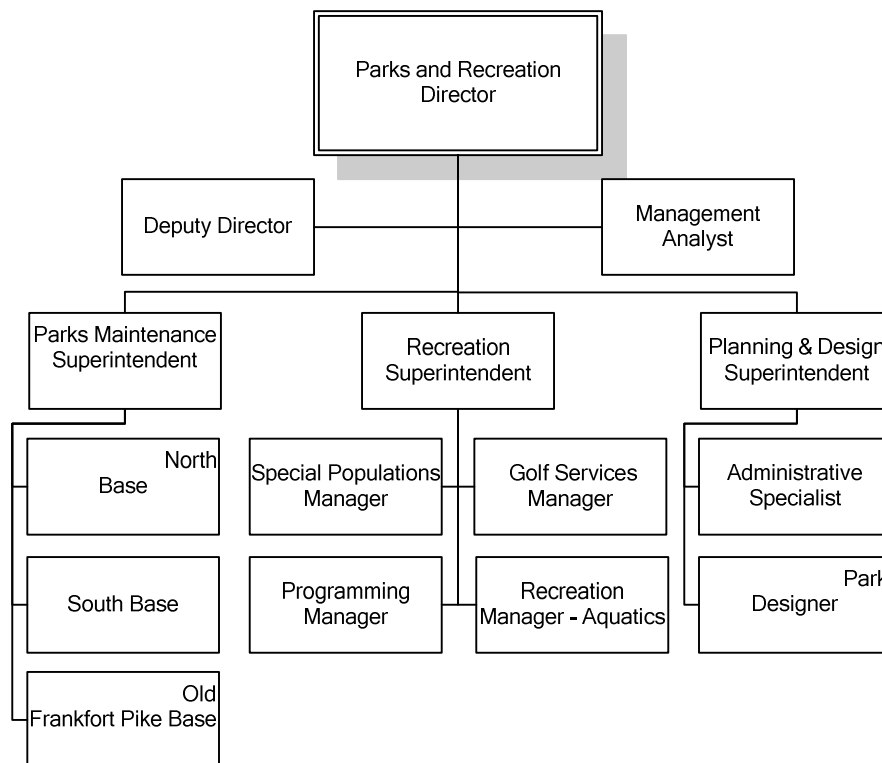 Parks and Recreation
Director
Deputy Director
Management
Analyst
Parks Maintenance
Superintendent
Recreation
Superintendent
Planning & Design
Superintendent
North
Base
Special Populations
Manager
Golf Services
Manager
Administrative
Specialist
South Base
Programming
Manager
Recreation
Manager - Aquatics
Park
Designer
Old
Frankfort Pike Base